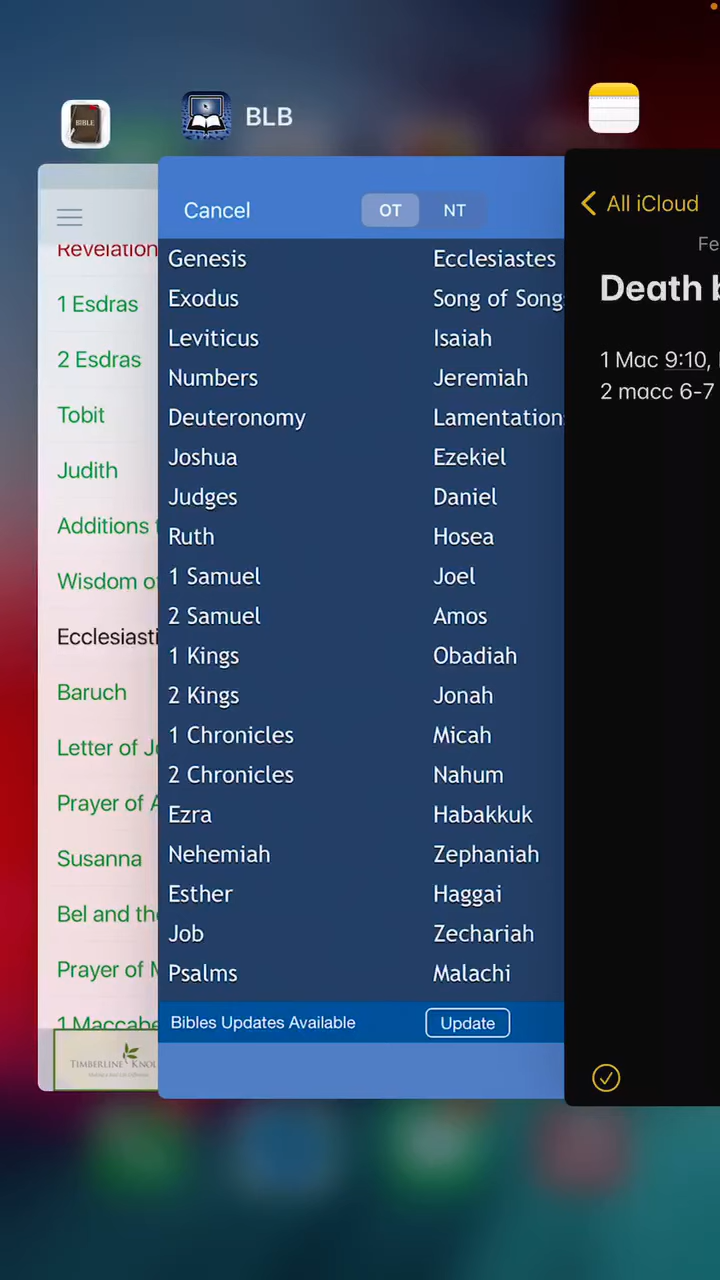 BIBLE
BLB
Revelation
1 Esdras
2 Esdras
Tobit
Judith
Additions
Wisdom
Ecclesiasti
Baruch
Letter of
Prayer of
Susanna
Bel and
Prayer of
1 Maccabe
TIMBERLINE
Cancel
OT NT
Genesis
Exodus
Leviticus
Numbers
Deuteronomy
Joshua
Judges
Ruth
1 Samuel
2 Samuel
1 Kings
2 Kings
1 Chronicles
2 Chronicles
Ezra
Nehemiah
Esther
Job
Psalms
Ecclesiastes
Song of Song
Isaiah
Jeremiah
Lamentation
Ezekiel
Daniel
Hosea
Joel
Amos
Obadiah
Jonah
Micah
Nahum
Habakkuk
Zephaniah
Haggai
Zechariah
Malachi
Bibles Updates Available Update
All iCloud
Fe
Death
1 Mac 9:10,
2 macc 6-7